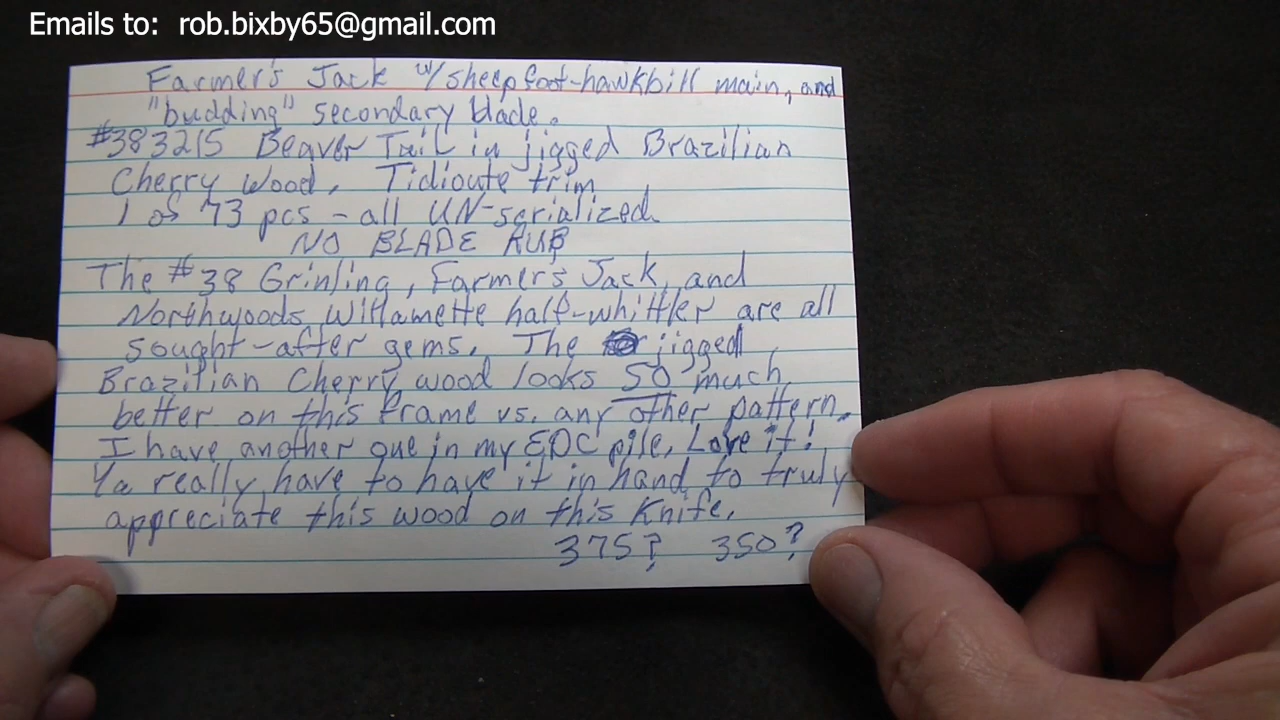 Emails to: rob.bixby65@gmail.com
Farmer's Jack w/sheepfoot-hawkbill main, and
"budding" secondary blade.
#383215 Beaver Tail in jigged Brazilian
Cherry wood. Tidioute trim
1 of 73 pcs - all UN-serialized.
NO BLADE RUB
The #38 Grinling, Farmer's Jack, and
Northwoods Willamette half-whittler are all
sought-after gems. The jigged
Brazilian Cherry wood looks SO much
better on this frame vs. any other pattern.
I have another one in my EDC pile. Love it!
Ya really have to have it in hand to truly
appreciate this wood on this Knife.
375? 350?